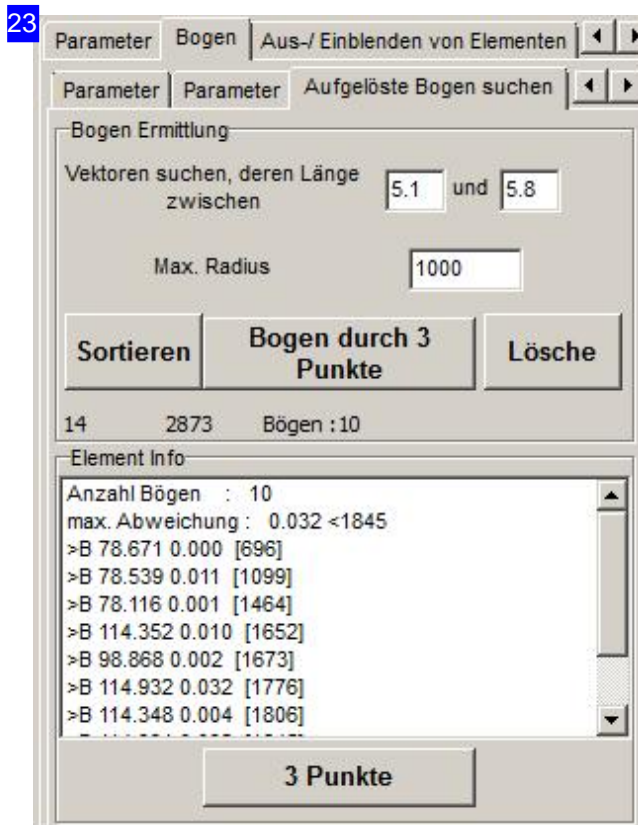 23
Parameter Bogen Aus-/ Einblenden von Elementen
Parameter Parameter Aufgelöste Bogen suchen
Bogen Ermittlung
Vektoren suchen, deren Länge
zwischen 5.1 und 5.8
Max. Radius 1000
Sortieren Bogen durch 3 Punkte Lösche
14 2873 Bögen :10
Element Info
Anzahl Bögen : 10
max. Abweichung : 0.032 <1845
>B 78.671 0.000 [696]
>B 78.539 0.011 [1099]
>B 78.116 0.001 [1464]
>B 114.352 0.010 [1652]
>B 98.868 0.002 [1673]
>B 114.932 0.032 [1776]
>B 114.348 0.004 [1806]
3 Punkte